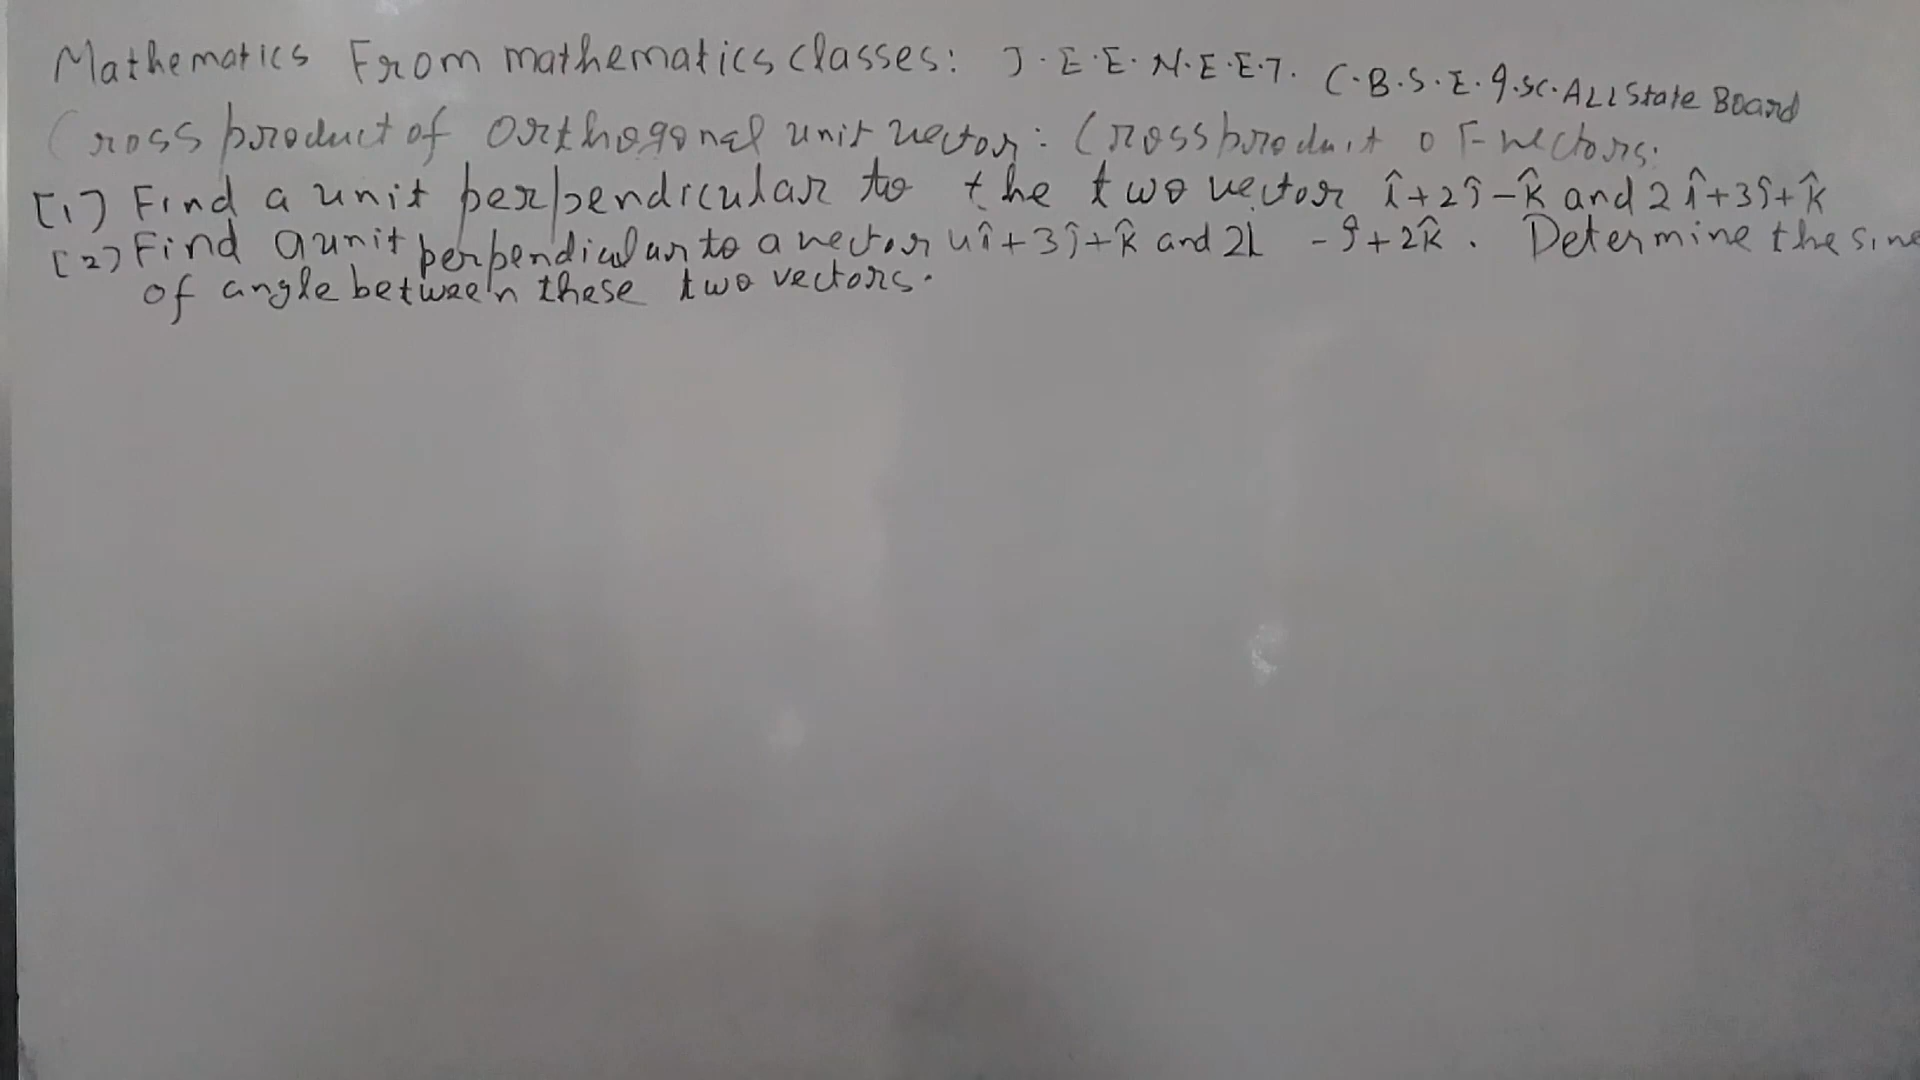 Mathematics From mathematics classes: J.E.E. N.E.E.T. C.B.S.E. I.Sc. ALL State Board
Cross product of orthogonal unit vector: Cross product of vectors.
[1] Find a unit perpendicular to the two vector î+2ĵ-k̂ and 2î+3ĵ+k̂
[2] Find a unit perpendicular to a vector 4î+3ĵ+k̂ and 2i -ĵ+2k̂. Determine the sine
of angle between these two vectors.